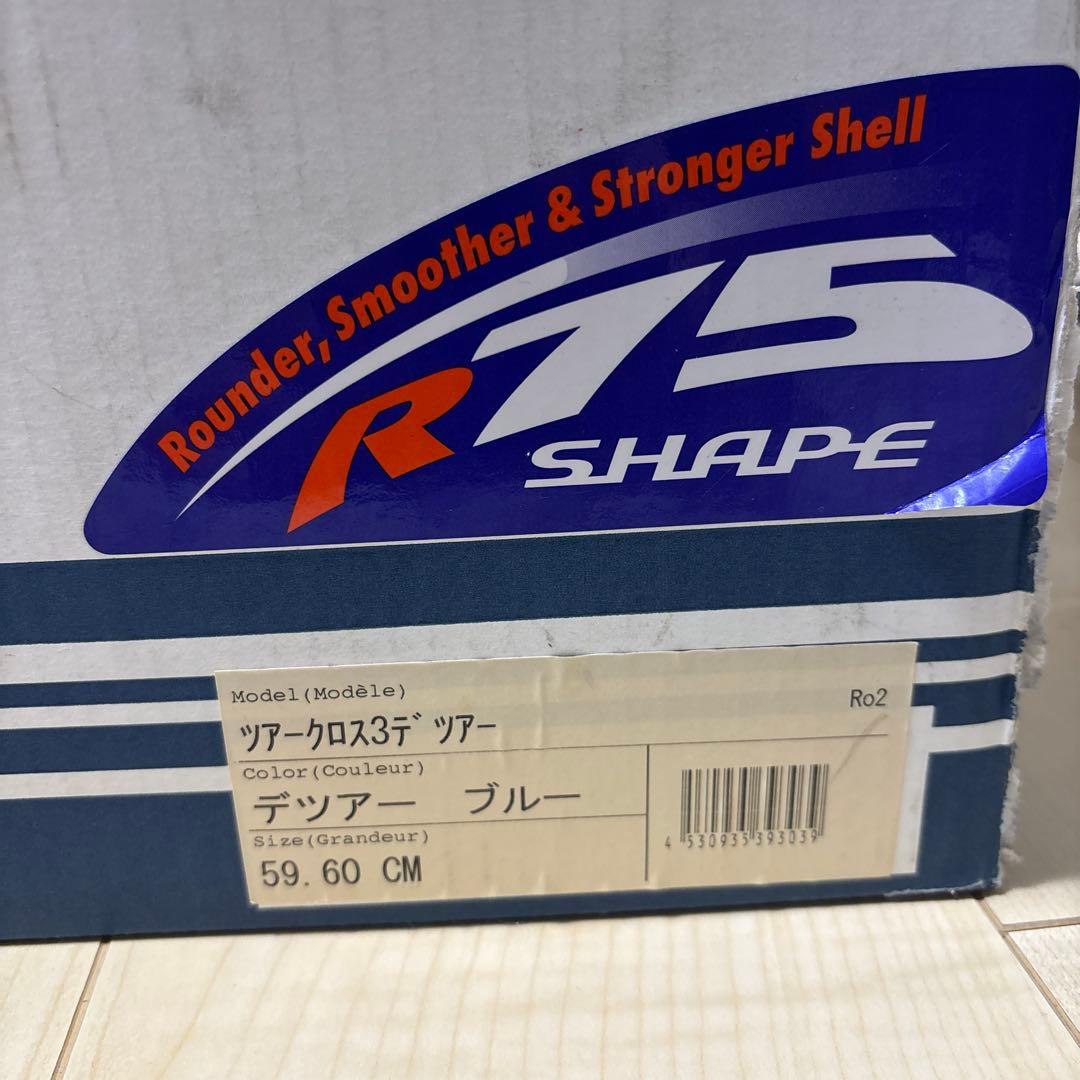 Rounder, Smoother & Stronger Shell
R75
SHAPE
Model(Modèle)
Ro2
ﾂｱｰｸﾛｽ3ﾃﾞﾂｱｰ
Color(Couleur)
デツアー ブルー
Size(Grandeur)
59.60 CM
4 530935 393039